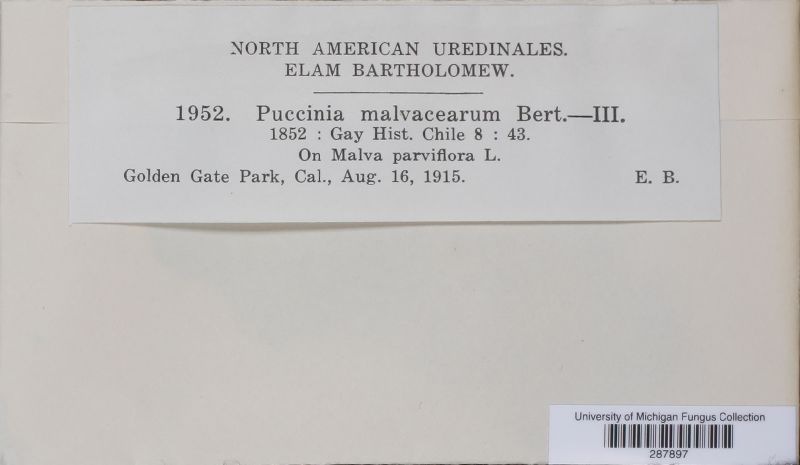 NORTH AMERICAN UREDINALES.
ELAM BARTHOLOMEW.
1952. Puccinia malvacearum Bert.—III.
1852 : Gay Hist. Chile 8 : 43.
On Malva parviflora L.
Golden Gate Park, Cal., Aug. 16, 1915. E. B.
University of Michigan Fungus Collection
287897